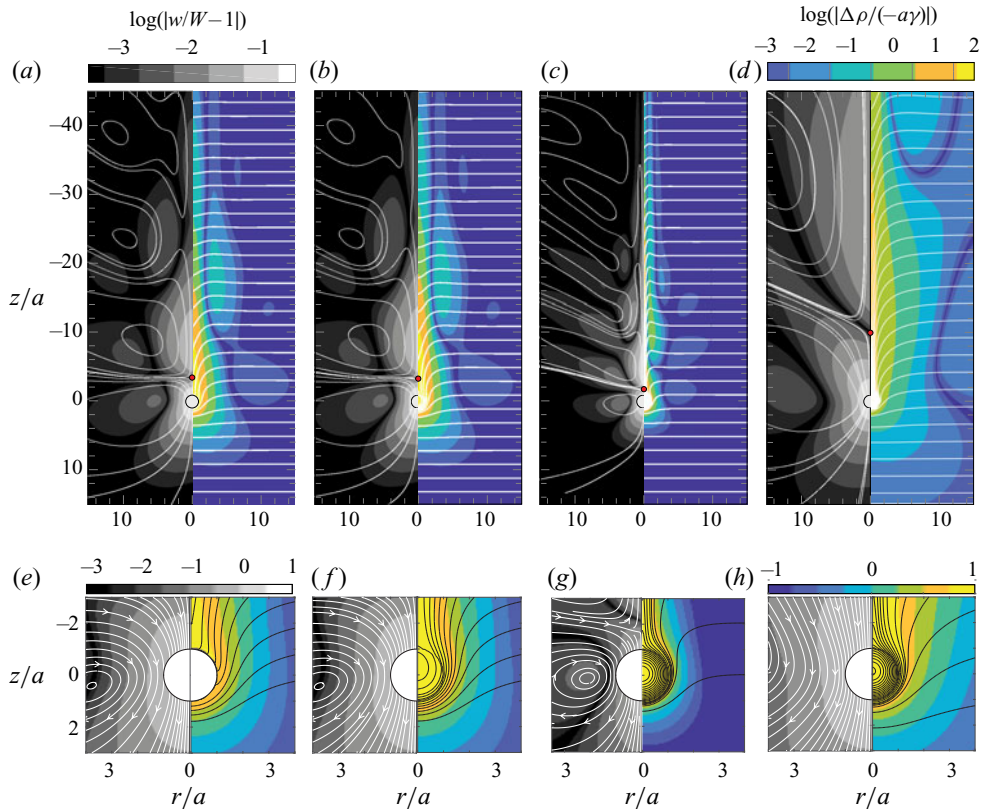 log(|w/W−1|)
log(|Δρ/(−aγ)|
−3 −2 −1
−3 −2 −1 0 1 2
(a) (b) (c) (d)
−40
−30
−20
z/a
−10
0
10
10 0 10 10 0 10 10 0 10 10 0 10
(e) −3 −2 −1 0 1 (f) (g) (h) −1 0 1
−2
z/a 0
2
3 0 3 3 0 3 3 0 3 3 0 3
r/a r/a r/a r/a